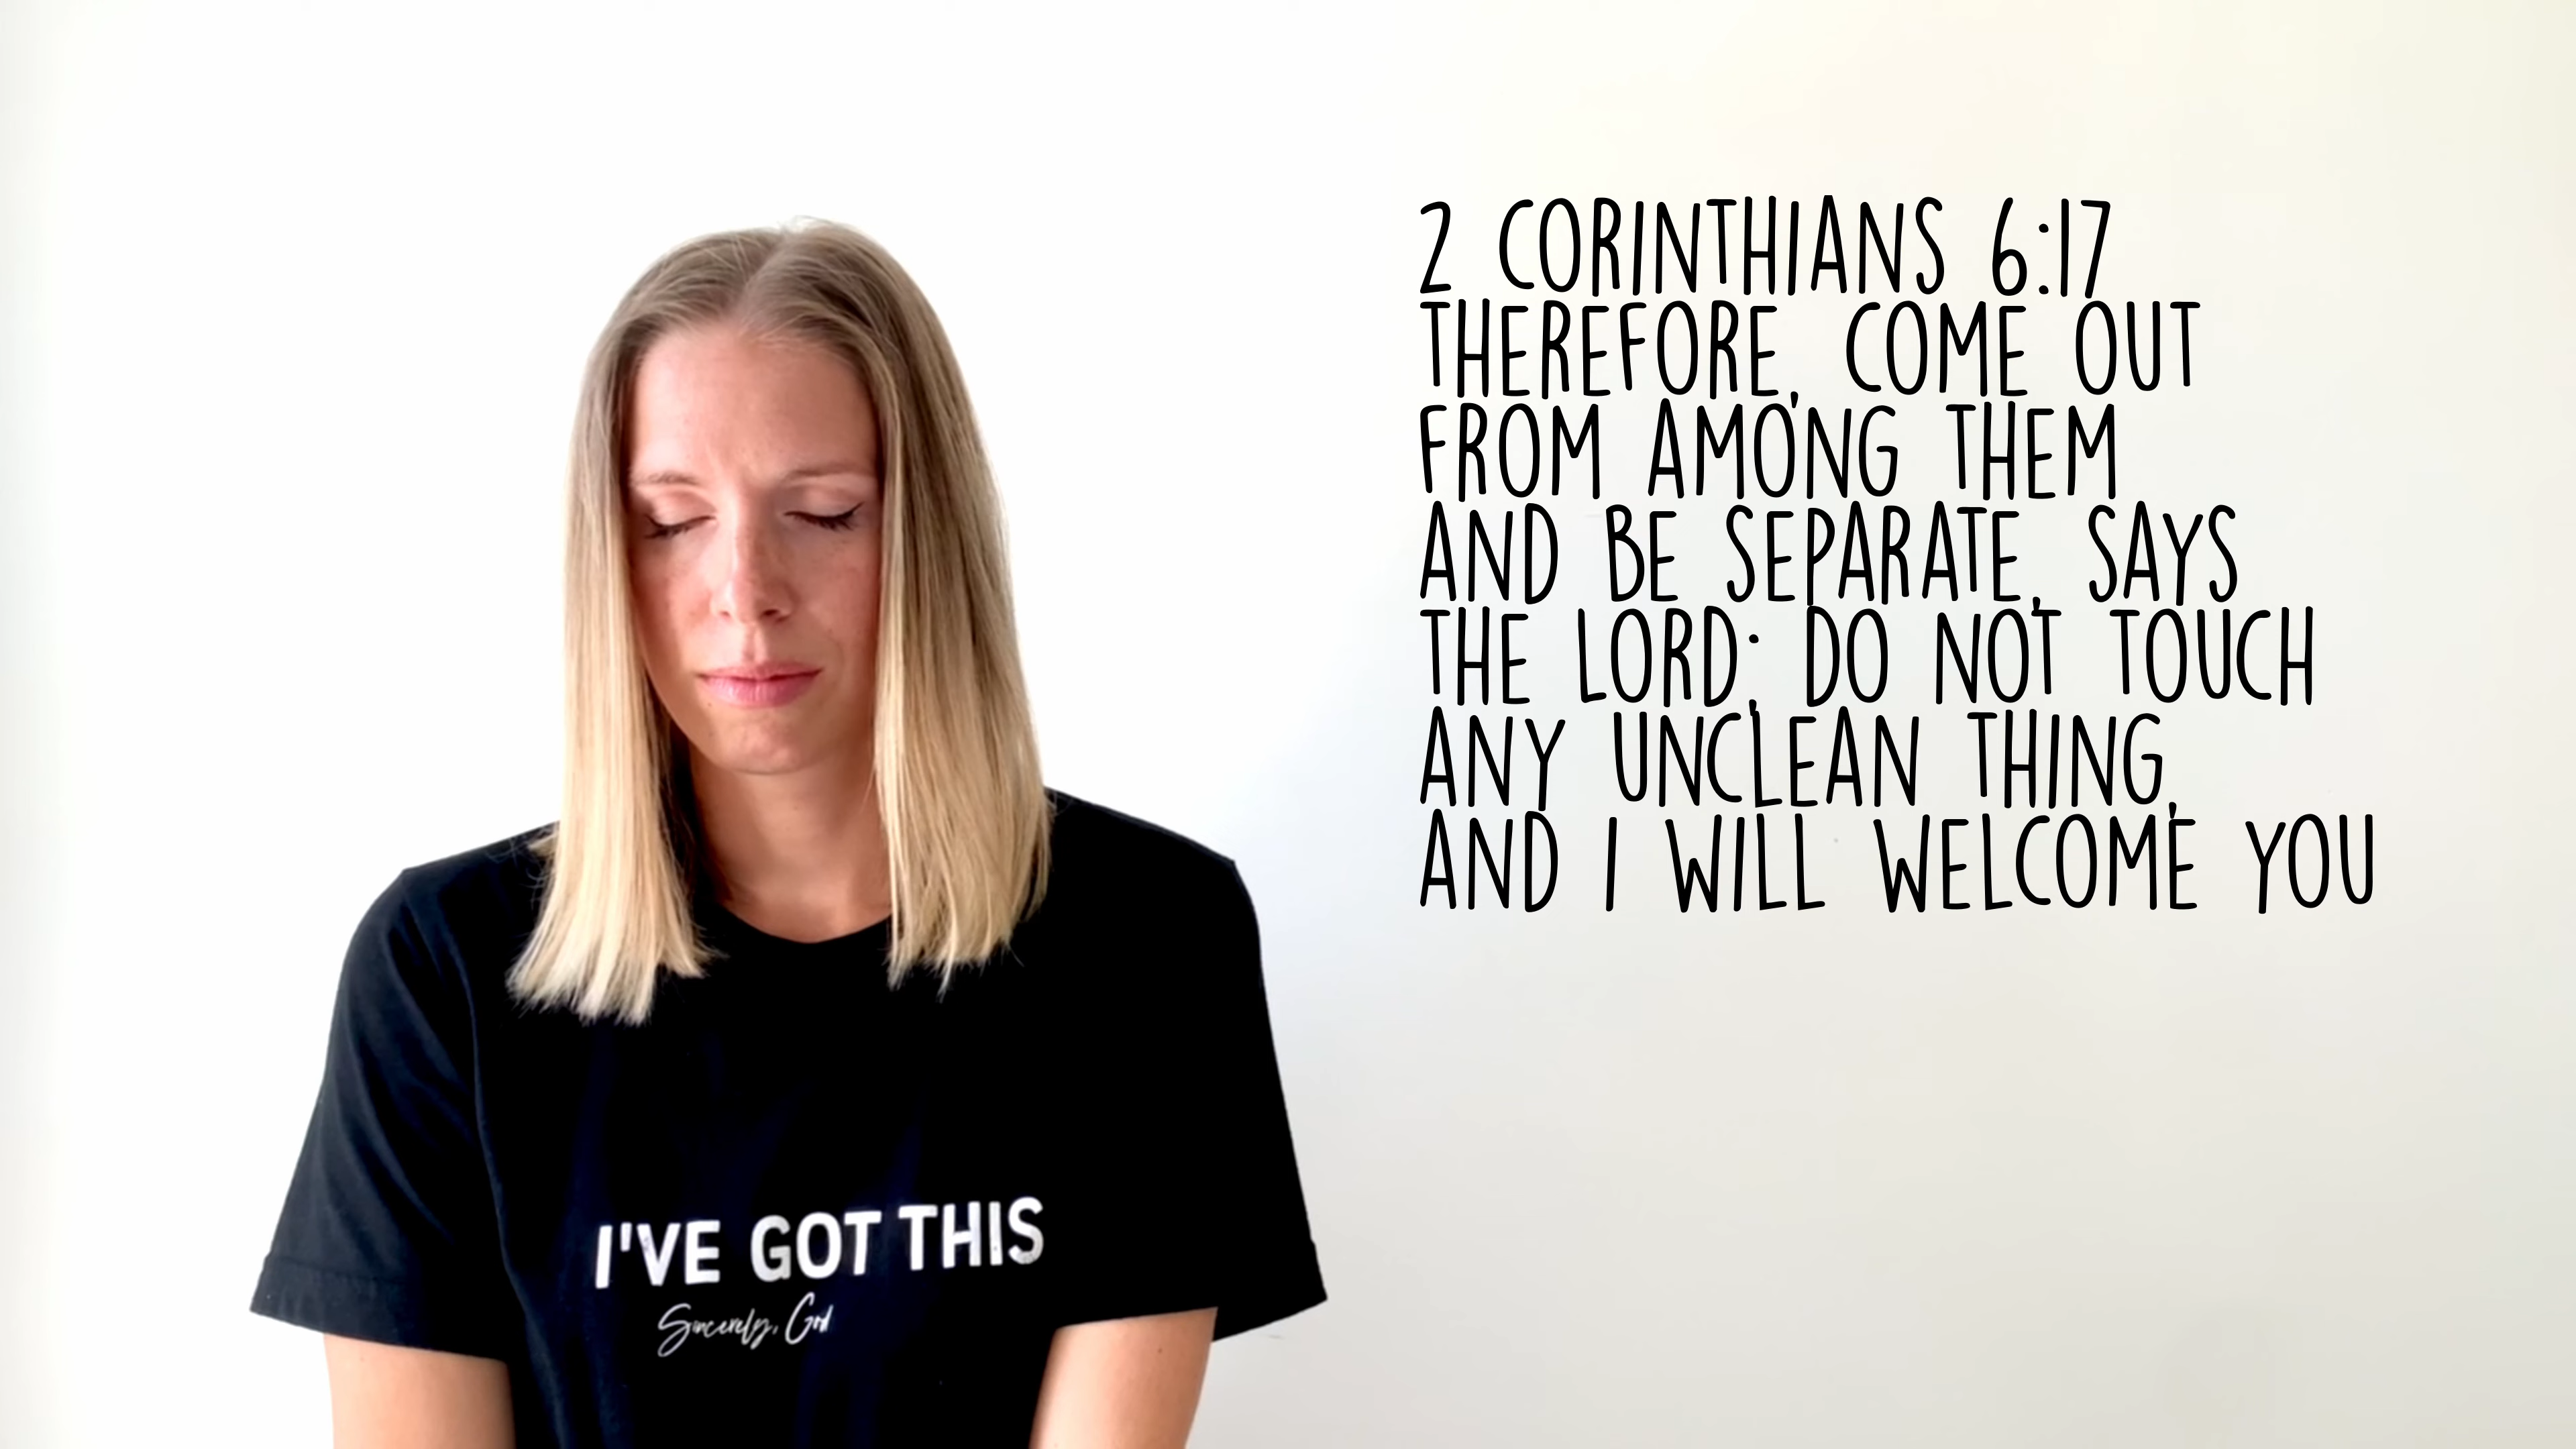 2 CORINTHIANS 6:17
THEREFORE, COME OUT
FROM AMONG THEM
AND BE SEPARATE, SAYS
THE LORD; DO NOT TOUCH
ANY UNCLEAN THING,
AND I WILL WELCOME YOU
I'VE GOT THIS
Sincerely, God